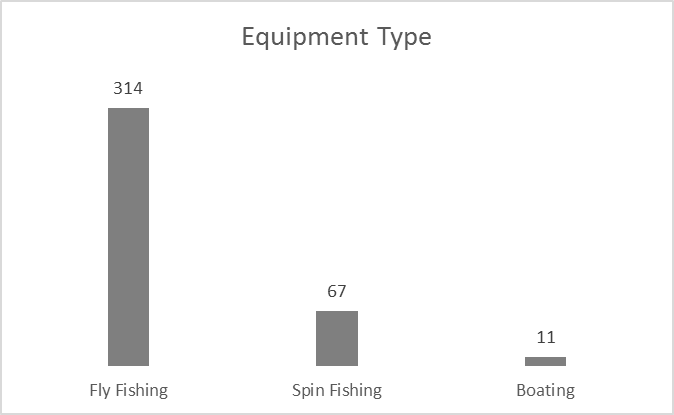 Equipment Type
314
67
11
Fly Fishing
Spin Fishing
Boating